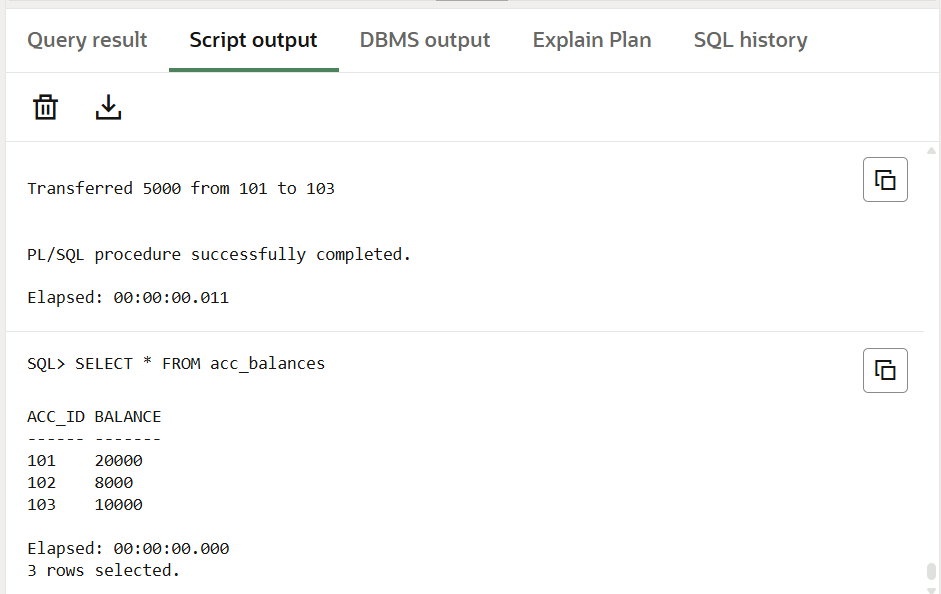 Query result Script output DBMS output Explain Plan SQL history
Transferred 5000 from 101 to 103
PL/SQL procedure successfully completed.
Elapsed: 00:00:00.011
SQL> SELECT * FROM acc_balances
ACC_ID BALANCE
------ -------
101    20000
102    8000
103    10000
Elapsed: 00:00:00.000
3 rows selected.